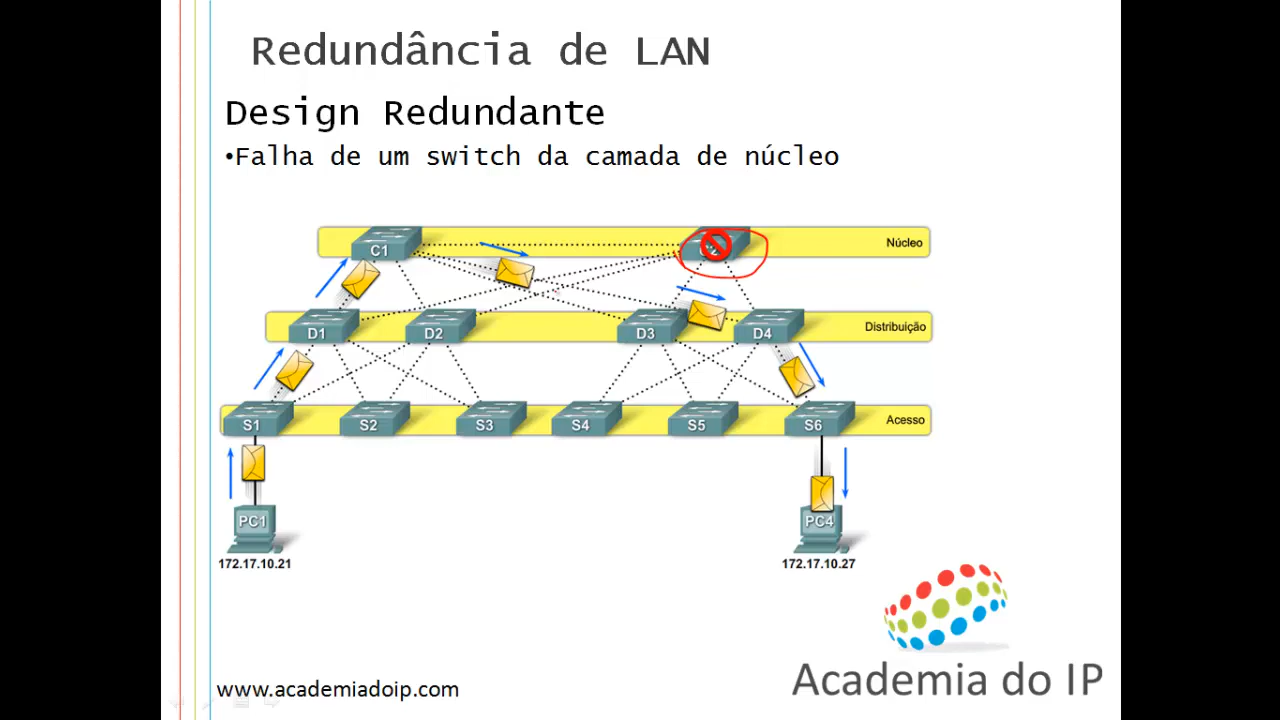 Redundância de LAN
Design Redundante
•Falha de um switch da camada de núcleo
C1
Núcleo
D1
D2
D3
D4
Distribuição
S1
S2
S3
S4
S5
S6
Acesso
PC1
PC4
172.17.10.21
172.17.10.27
Academia do IP
www.academiadoip.com